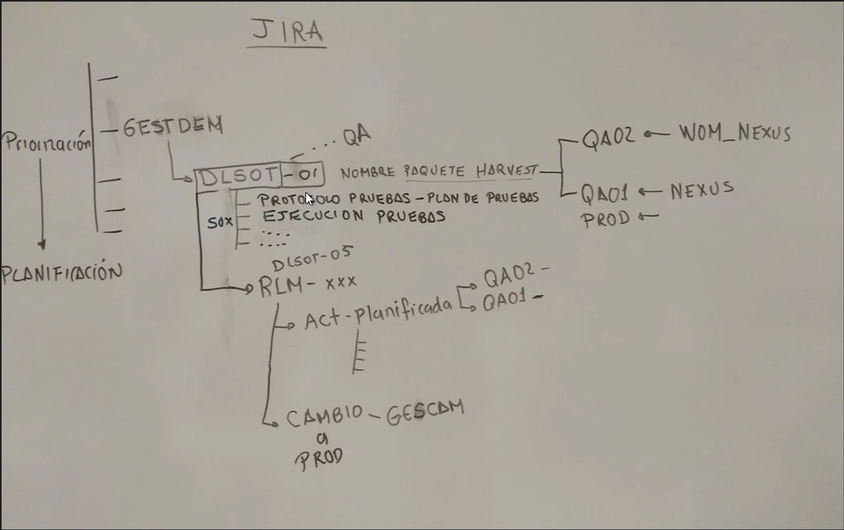 JIRA
GESTDEM
Priorización
PLANIFICACIÓN
... QA
DLSOT - 01 NOMBRE PAQUETE HARVEST
QA02 ← WOM_NEXUS
QA01 ← NEXUS
PROD ←
SOX
PROTOCOLO PRUEBAS - PLAN DE PRUEBAS
EJECUCION PRUEBAS
.....
.....
DLSOT-05
RLM - xxx
Act - Planificada
QA02 -
QA01 -
CAMBIO - GESCAM
a
PROD